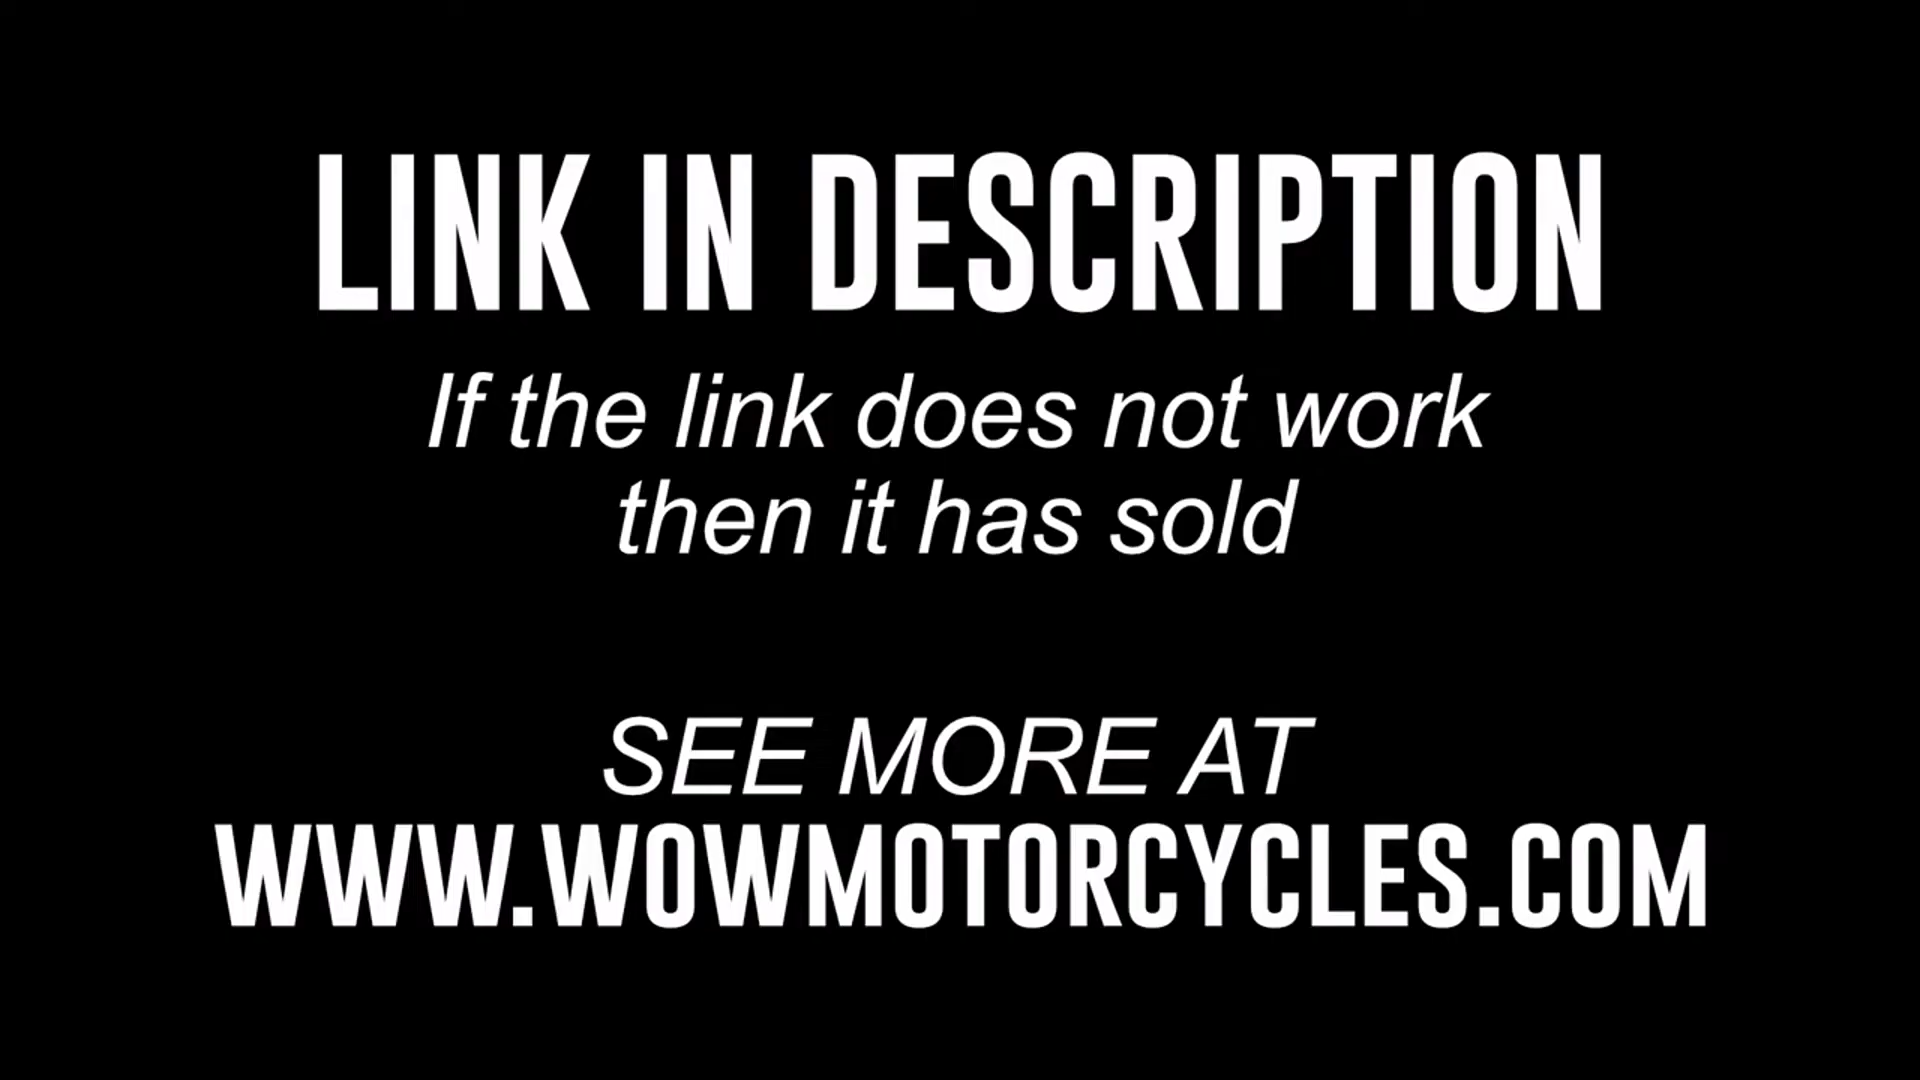 LINK IN DESCRIPTION
If the link does not work
then it has sold
SEE MORE AT
WWW.WOWMOTORCYCLES.COM